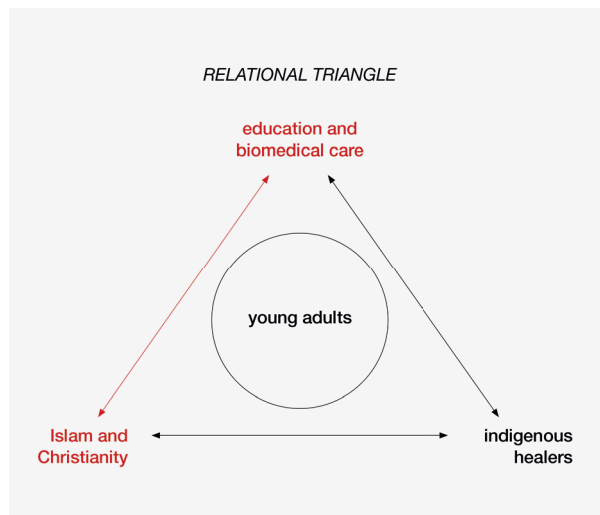 RELATIONAL TRIANGLE
education and
biomedical care
young adults
Islam and
Christianity
indigenous
healers